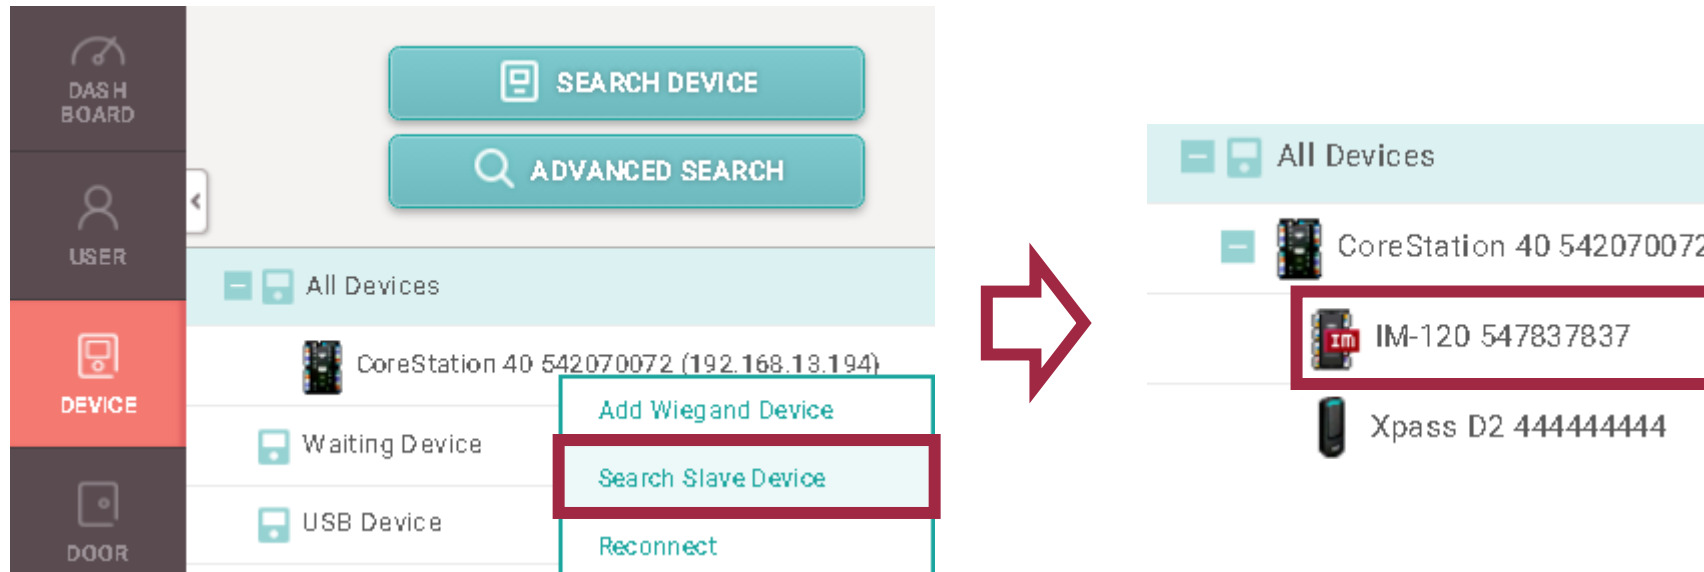 DASH
BOARD
USER
DEVICE
DOOR
SEARCH DEVICE
ADVANCED SEARCH
All Devices
CoreStation 40 542070072 (192.168.13.194)
Waiting Device
USB Device
Add Wiegand Device
Search Slave Device
Reconnect
All Devices
CoreStation 40 542070072
IM
IM-120 547837837
Xpass D2 444444444